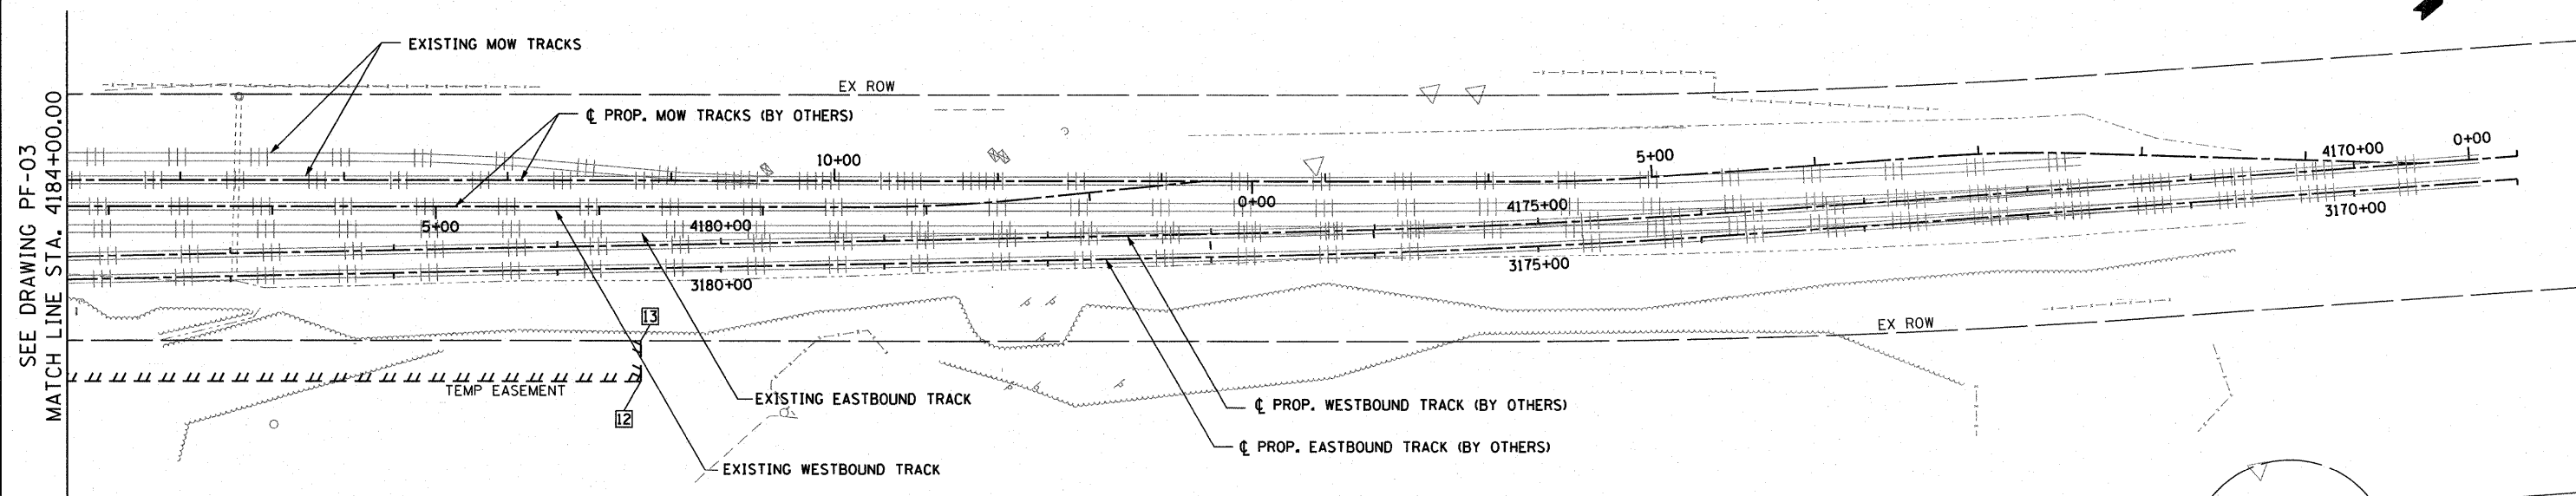 SEE DRAWING PF-03
MATCH LINE STA. 4184+00.00
EXISTING MOW TRACKS
EX ROW
℄ PROP. MOW TRACKS (BY OTHERS)
10+00
5+00
4170+00
0+00
0+00
4175+00
3170+00
5+00
4180+00
3175+00
3180+00
13
EX ROW
TEMP EASEMENT
12
EXISTING EASTBOUND TRACK
℄ PROP. WESTBOUND TRACK (BY OTHERS)
℄ PROP. EASTBOUND TRACK (BY OTHERS)
EXISTING WESTBOUND TRACK